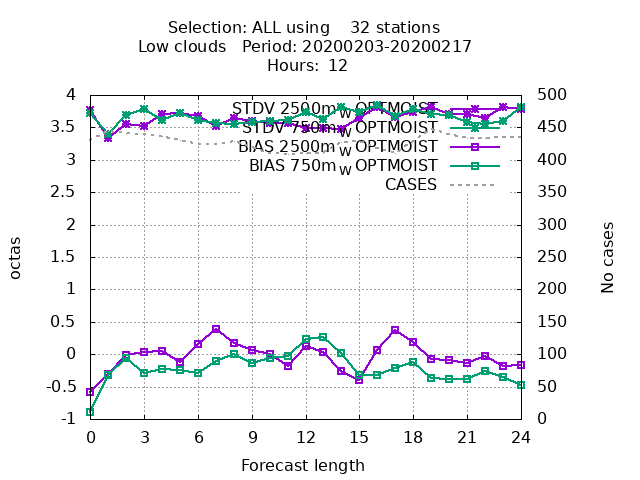 Selection: ALL using 32 stations
Low clouds Period: 20200203-20200217
Hours: 12
STDV 2500m_w OPTMOIST
STDV 750m_w OPTMOIST
BIAS 2500m_w OPTMOIST
BIAS 750m_w OPTMOIST
CASES
4
3.5
3
2.5
2
1.5
1
0.5
0
-0.5
-1
octas
500
450
400
350
300
250
200
150
100
50
0
No cases
0 3 6 9 12 15 18 21 24
Forecast length